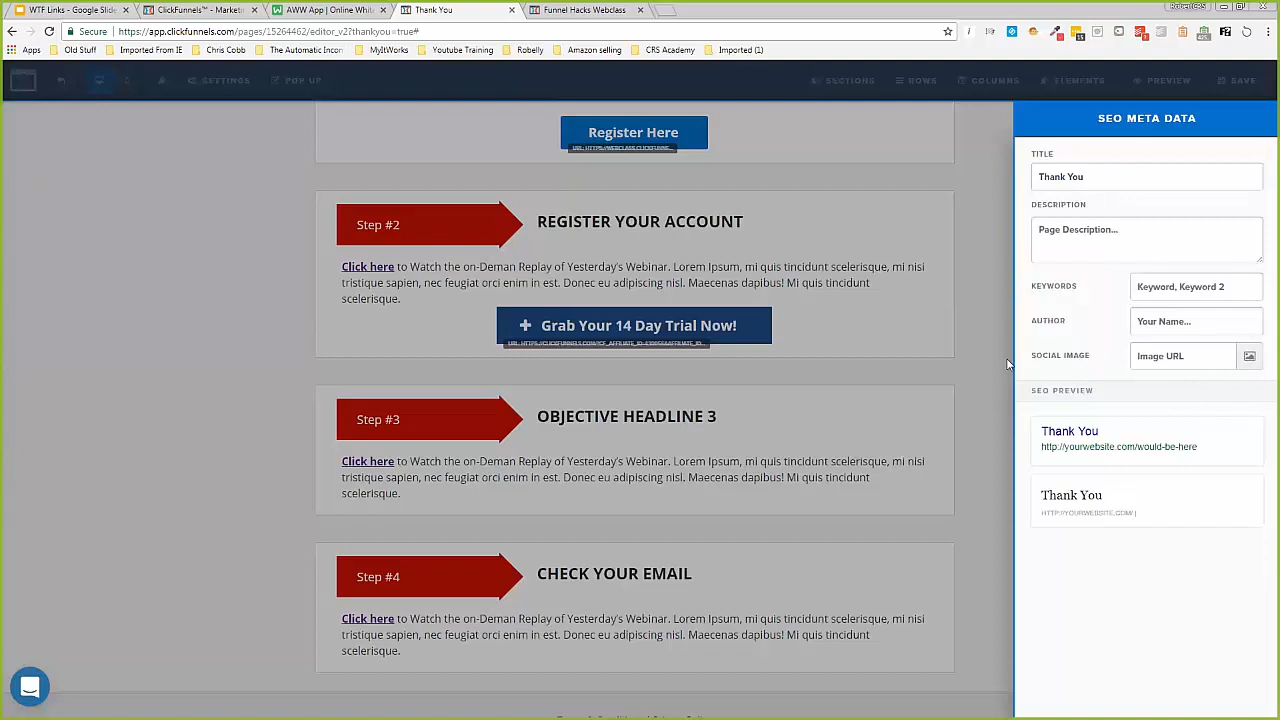 WTF Links - Google Slide
ClickFunnels™ - Marketi
AWW App | Online White
Thank You
Funnel Hacks Webclass
Secure
https://app.clickfunnels.com/pages/15264462/editor_v2?thankyou=true#
Apps
Old Stuff
Imported From IE
Chris Cobb
The Automatic Incon
MyItWorks
Youtube Training
Robelly
Amazon selling
CRS Academy
Imported (1)
SETTINGS
POP UP
SECTIONS
ROWS
COLUMNS
ELEMENTS
PREVIEW
SAVE
Register Here
Step #2
REGISTER YOUR ACCOUNT
Click here to Watch the on-Deman Replay of Yesterday's Webinar. Lorem Ipsum, mi quis tincidunt scelerisque, mi nisi
tristique sapien, nec feugiat orci enim in est. Donec eu adipiscing nisl. Maecenas dapibus! Mi quis tincidunt
scelerisque.
Grab Your 14 Day Trial Now!
Step #3
OBJECTIVE HEADLINE 3
Click here to Watch the on-Deman Replay of Yesterday's Webinar. Lorem Ipsum, mi quis tincidunt scelerisque, mi nisi
tristique sapien, nec feugiat orci enim in est. Donec eu adipiscing nisl. Maecenas dapibus! Mi quis tincidunt
scelerisque.
Step #4
CHECK YOUR EMAIL
Click here to Watch the on-Deman Replay of Yesterday's Webinar. Lorem Ipsum, mi quis tincidunt scelerisque, mi nisi
tristique sapien, nec feugiat orci enim in est. Donec eu adipiscing nisl. Maecenas dapibus! Mi quis tincidunt
scelerisque.
SEO META DATA
TITLE
Thank You
DESCRIPTION
Page Description...
KEYWORDS
Keyword, Keyword 2
AUTHOR
Your Name...
SOCIAL IMAGE
Image URL
SEO PREVIEW
Thank You
http://yourwebsite.com/would-be-here
Thank You
HTTP://YOURWEBSITE.COM/ |